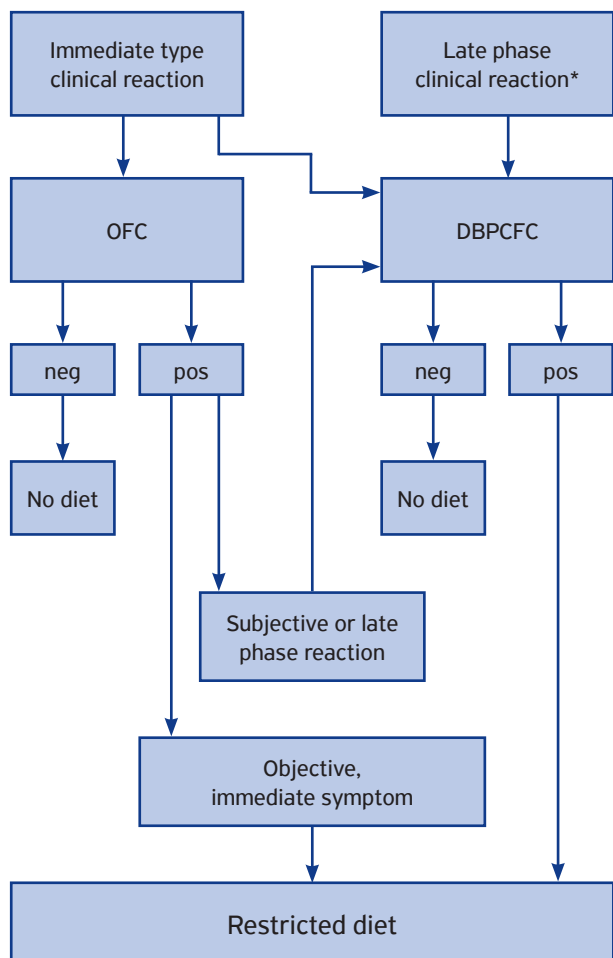 Immediate type
clinical reaction
Late phase
clinical reaction*
OFC
DBPCFC
neg
pos
neg
pos
No diet
No diet
Subjective or late
phase reaction
Objective,
immediate symptom
Restricted diet